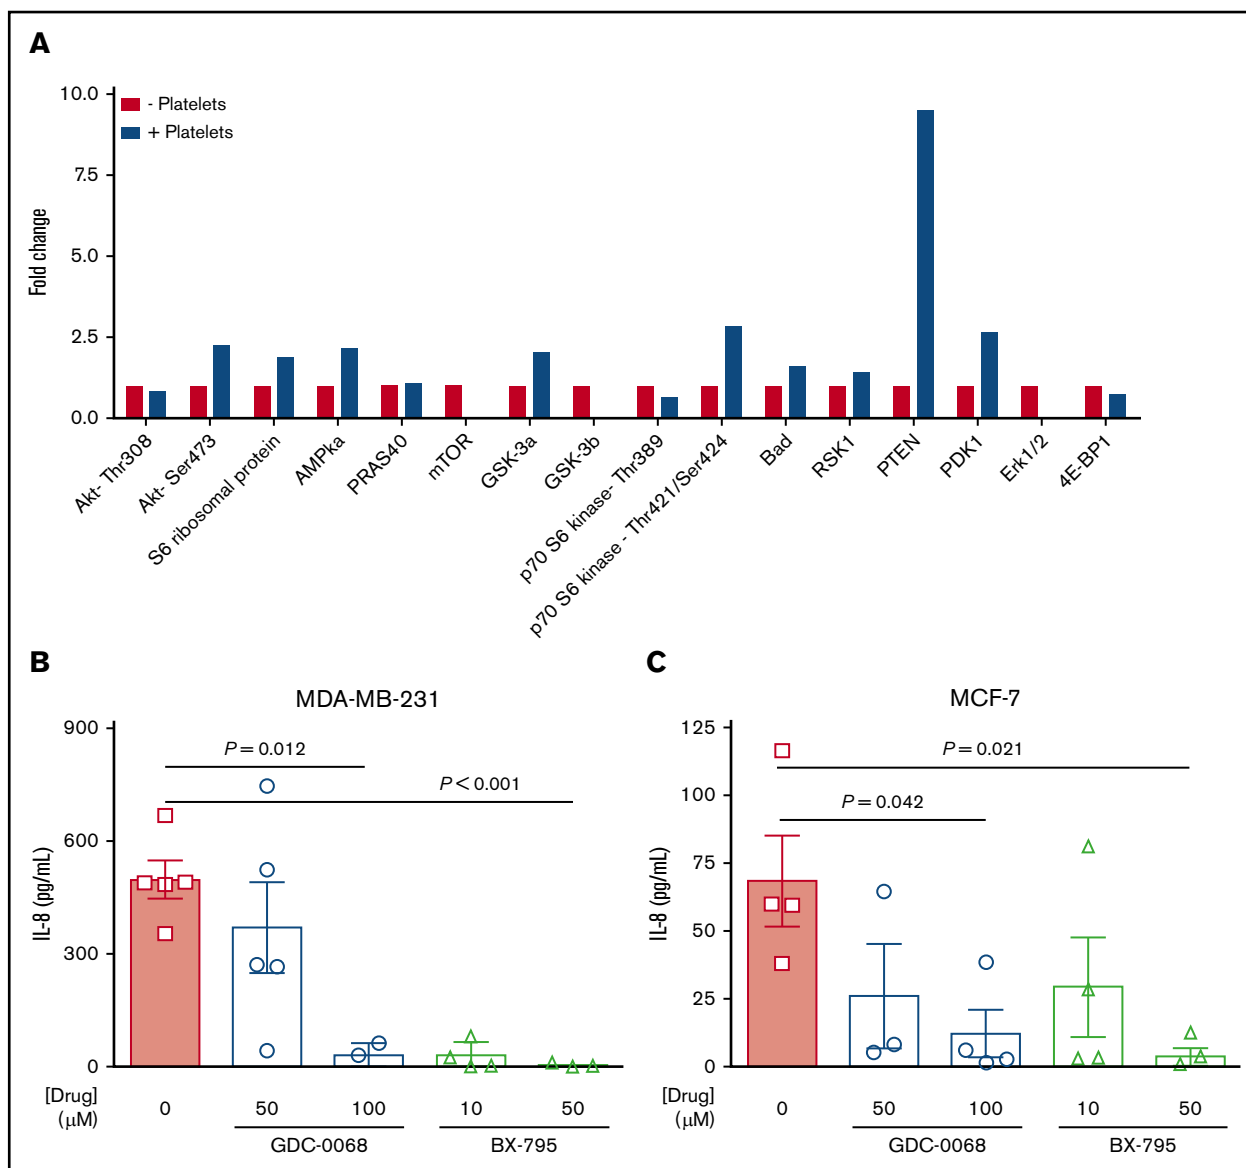 A
- Platelets
+ Platelets
Fold change
10.0
7.5
5.0
2.5
0.0
Akt- Thr308
Akt- Ser473
S6 ribosomal protein
AMPka
PRAS40
mTOR
GSK-3a
GSK-3b
p70 S6 kinase- Thr389
p70 S6 kinase - Thr421/Ser424
Bad
RSK1
PTEN
PDK1
Erk1/2
4E-BP1
B
MDA-MB-231
IL-8 (pg/mL)
900
600
300
0
P = 0.012
P < 0.001
[Drug] (μM)
0
50
100
10
50
GDC-0068
BX-795
C
MCF-7
IL-8 (pg/mL)
125
100
75
50
25
0
P = 0.021
P = 0.042
[Drug] (μM)
0
50
100
10
50
GDC-0068
BX-795